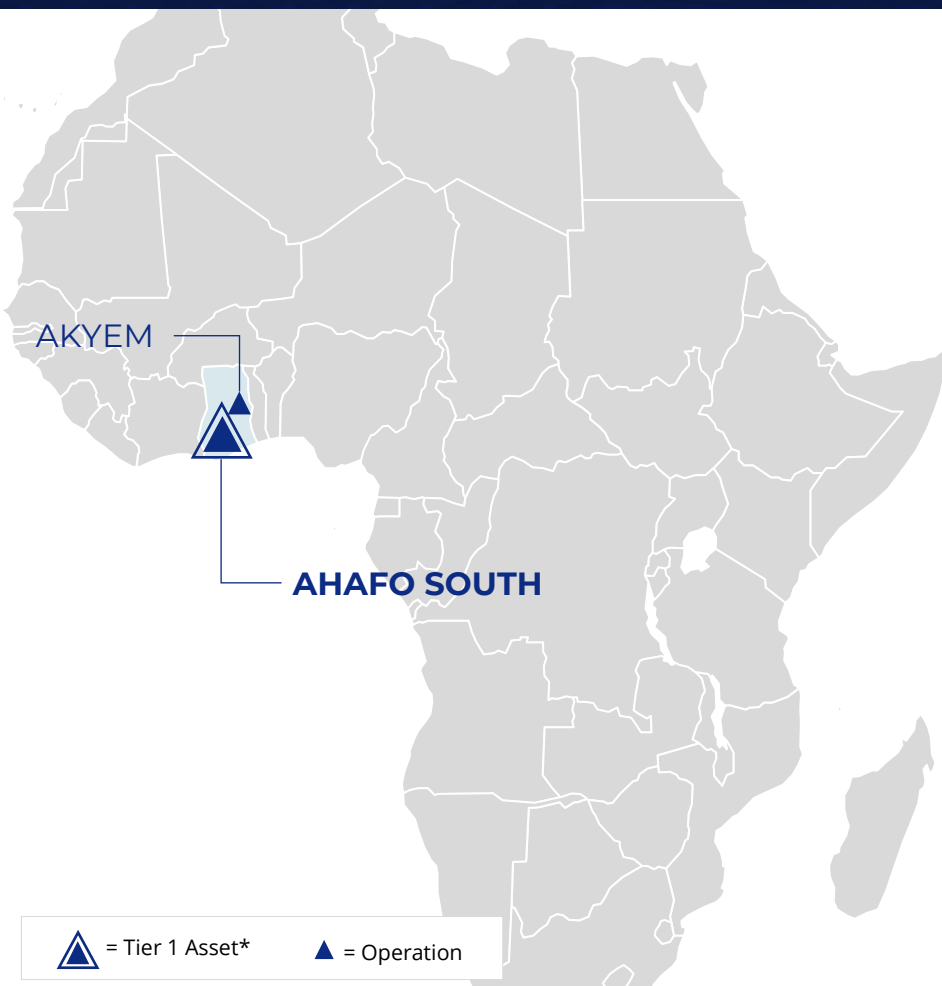 AKYEM
AHAFO SOUTH
= Tier 1 Asset*
= Operation